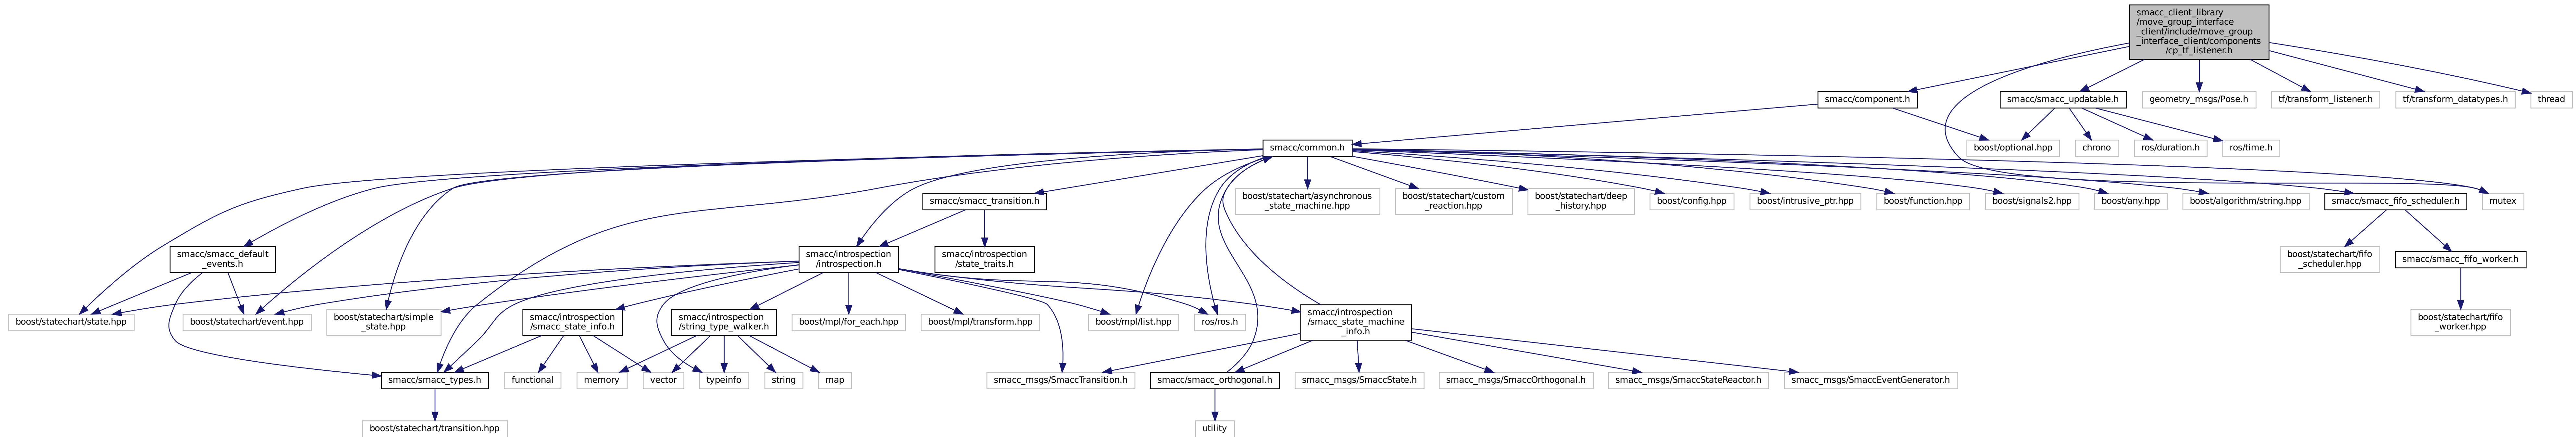 smacc_client_library
/move_group_interface
_client/include/move_group
_interface_client/components
/cp_tf_listener.h
smacc/component.h
smacc/smacc_updatable.h
geometry_msgs/Pose.h
tf/transform_listener.h
tf/transform_datatypes.h
thread
smacc/common.h
boost/optional.hpp
chrono
ros/duration.h
ros/time.h
smacc/smacc_transition.h
boost/statechart/asynchronous
_state_machine.hpp
boost/statechart/custom
_reaction.hpp
boost/statechart/deep
_history.hpp
boost/config.hpp
boost/intrusive_ptr.hpp
boost/function.hpp
boost/signals2.hpp
boost/any.hpp
boost/algorithm/string.hpp
smacc/smacc_fifo_scheduler.h
mutex
smacc/smacc_default
_events.h
smacc/introspection
/introspection.h
smacc/introspection
/state_traits.h
boost/statechart/fifo
_scheduler.hpp
smacc/smacc_fifo_worker.h
boost/statechart/state.hpp
boost/statechart/event.hpp
boost/statechart/simple
_state.hpp
smacc/introspection
/smacc_state_info.h
smacc/introspection
/string_type_walker.h
boost/mpl/for_each.hpp
boost/mpl/transform.hpp
boost/mpl/list.hpp
ros/ros.h
smacc/introspection
/smacc_state_machine
_info.h
boost/statechart/fifo
_worker.hpp
smacc/smacc_types.h
functional
memory
vector
typeinfo
string
map
smacc_msgs/SmaccTransition.h
smacc/smacc_orthogonal.h
smacc_msgs/SmaccState.h
smacc_msgs/SmaccOrthogonal.h
smacc_msgs/SmaccStateReactor.h
smacc_msgs/SmaccEventGenerator.h
boost/statechart/transition.hpp
utility